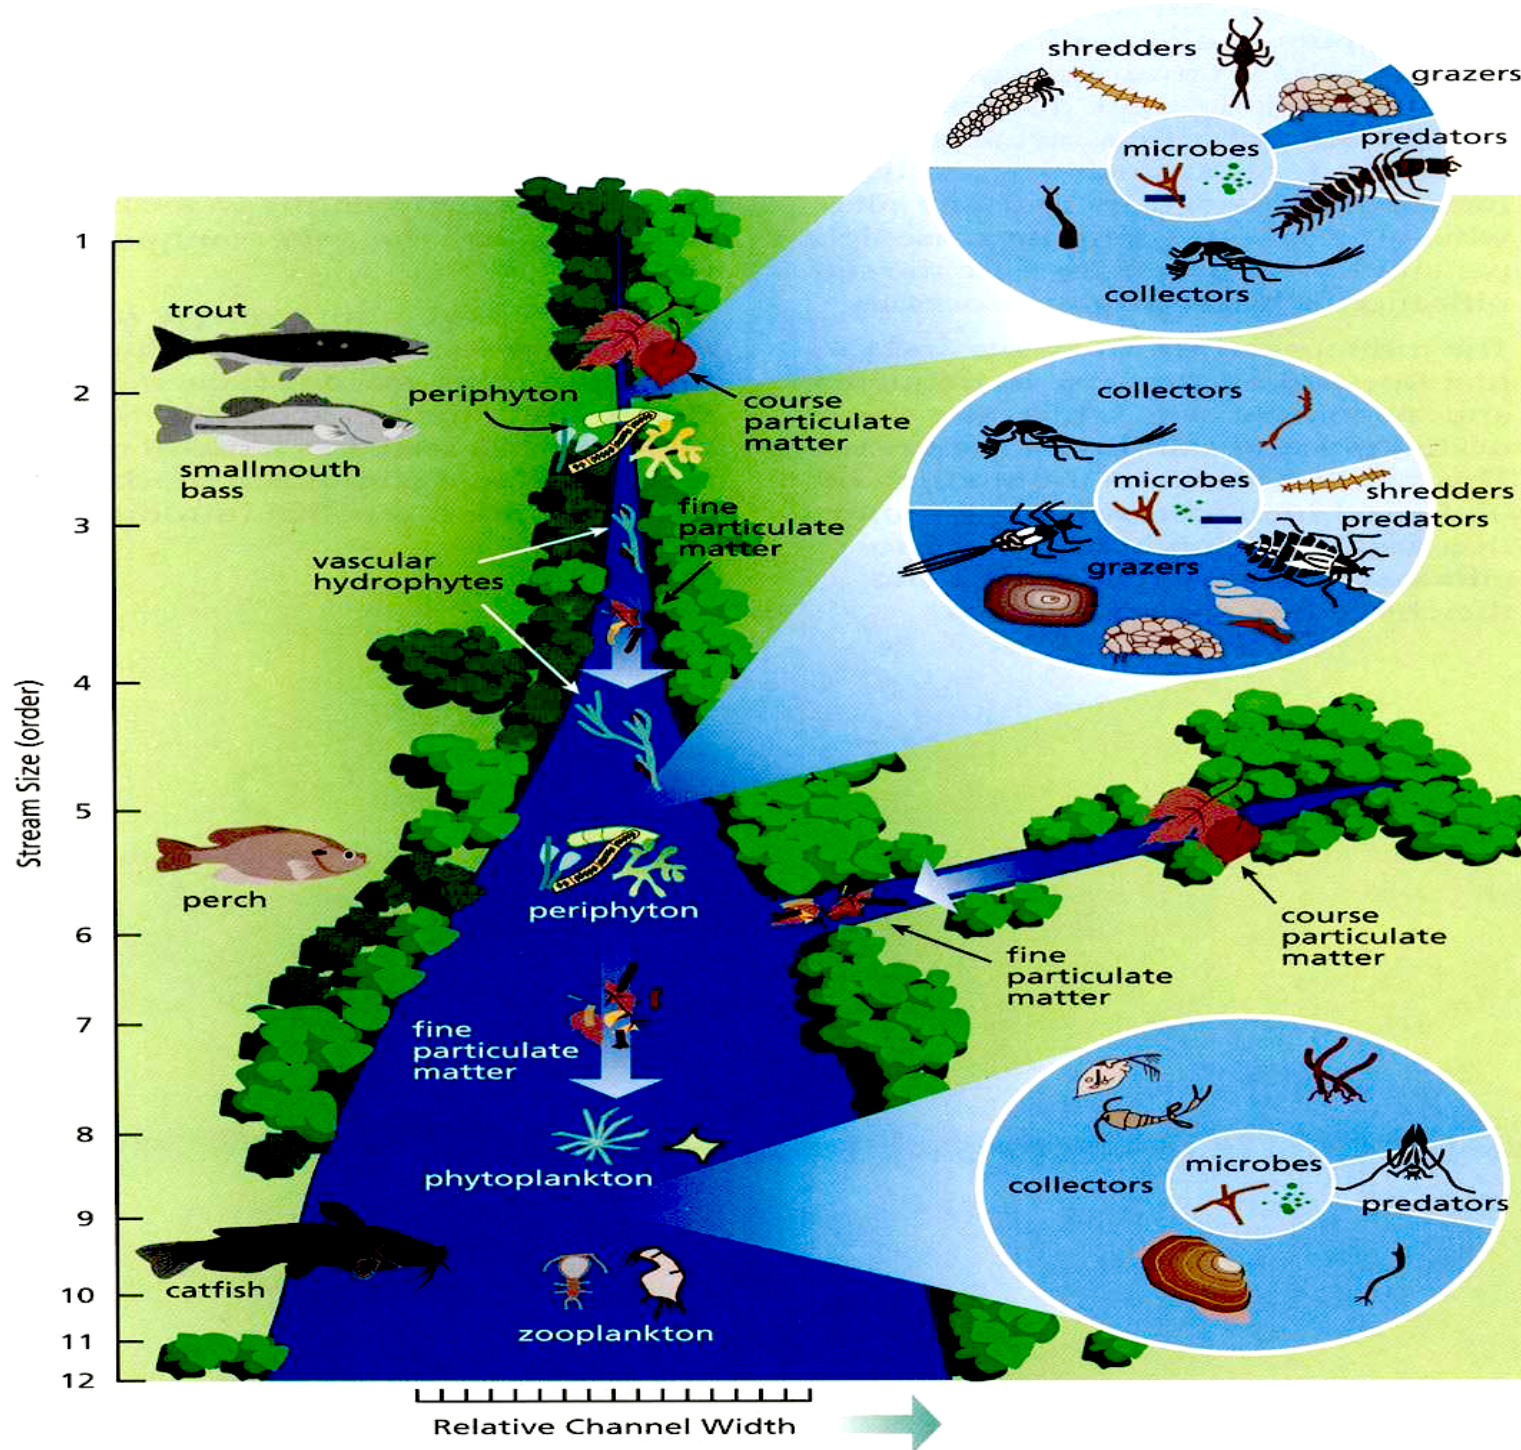 shredders
grazers
predators
microbes
collectors
1
trout
2
periphyton
course
particulate
matter
smallmouth
bass
collectors
microbes
shredders
predators
grazers
3
fine
particulate
matter
vascular
hydrophytes
4
Stream Size (order)
5
perch
periphyton
6
course
particulate
matter
fine
particulate
matter
7
fine
particulate
matter
8
phytoplankton
microbes
collectors
predators
9
catfish
10
zooplankton
11
12
Relative Channel Width